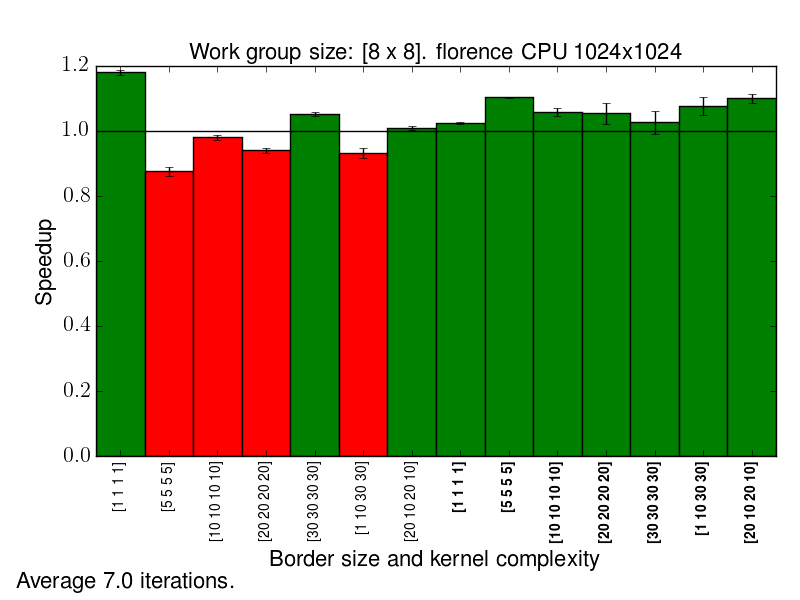 Work group size: [8 x 8]. florence CPU 1024x1024
1.2
1.0
0.8
0.6
0.4
0.2
0.0
Speedup
[1 1 1 1]
[5 5 5 5]
[10 10 10 10]
[20 20 20 20]
[30 30 30 30]
[1 10 30 30]
[20 10 20 10]
[1 1 1 1]
[5 5 5 5]
[10 10 10 10]
[20 20 20 20]
[30 30 30 30]
[1 10 30 30]
[20 10 20 10]
Border size and kernel complexity
Average 7.0 iterations.